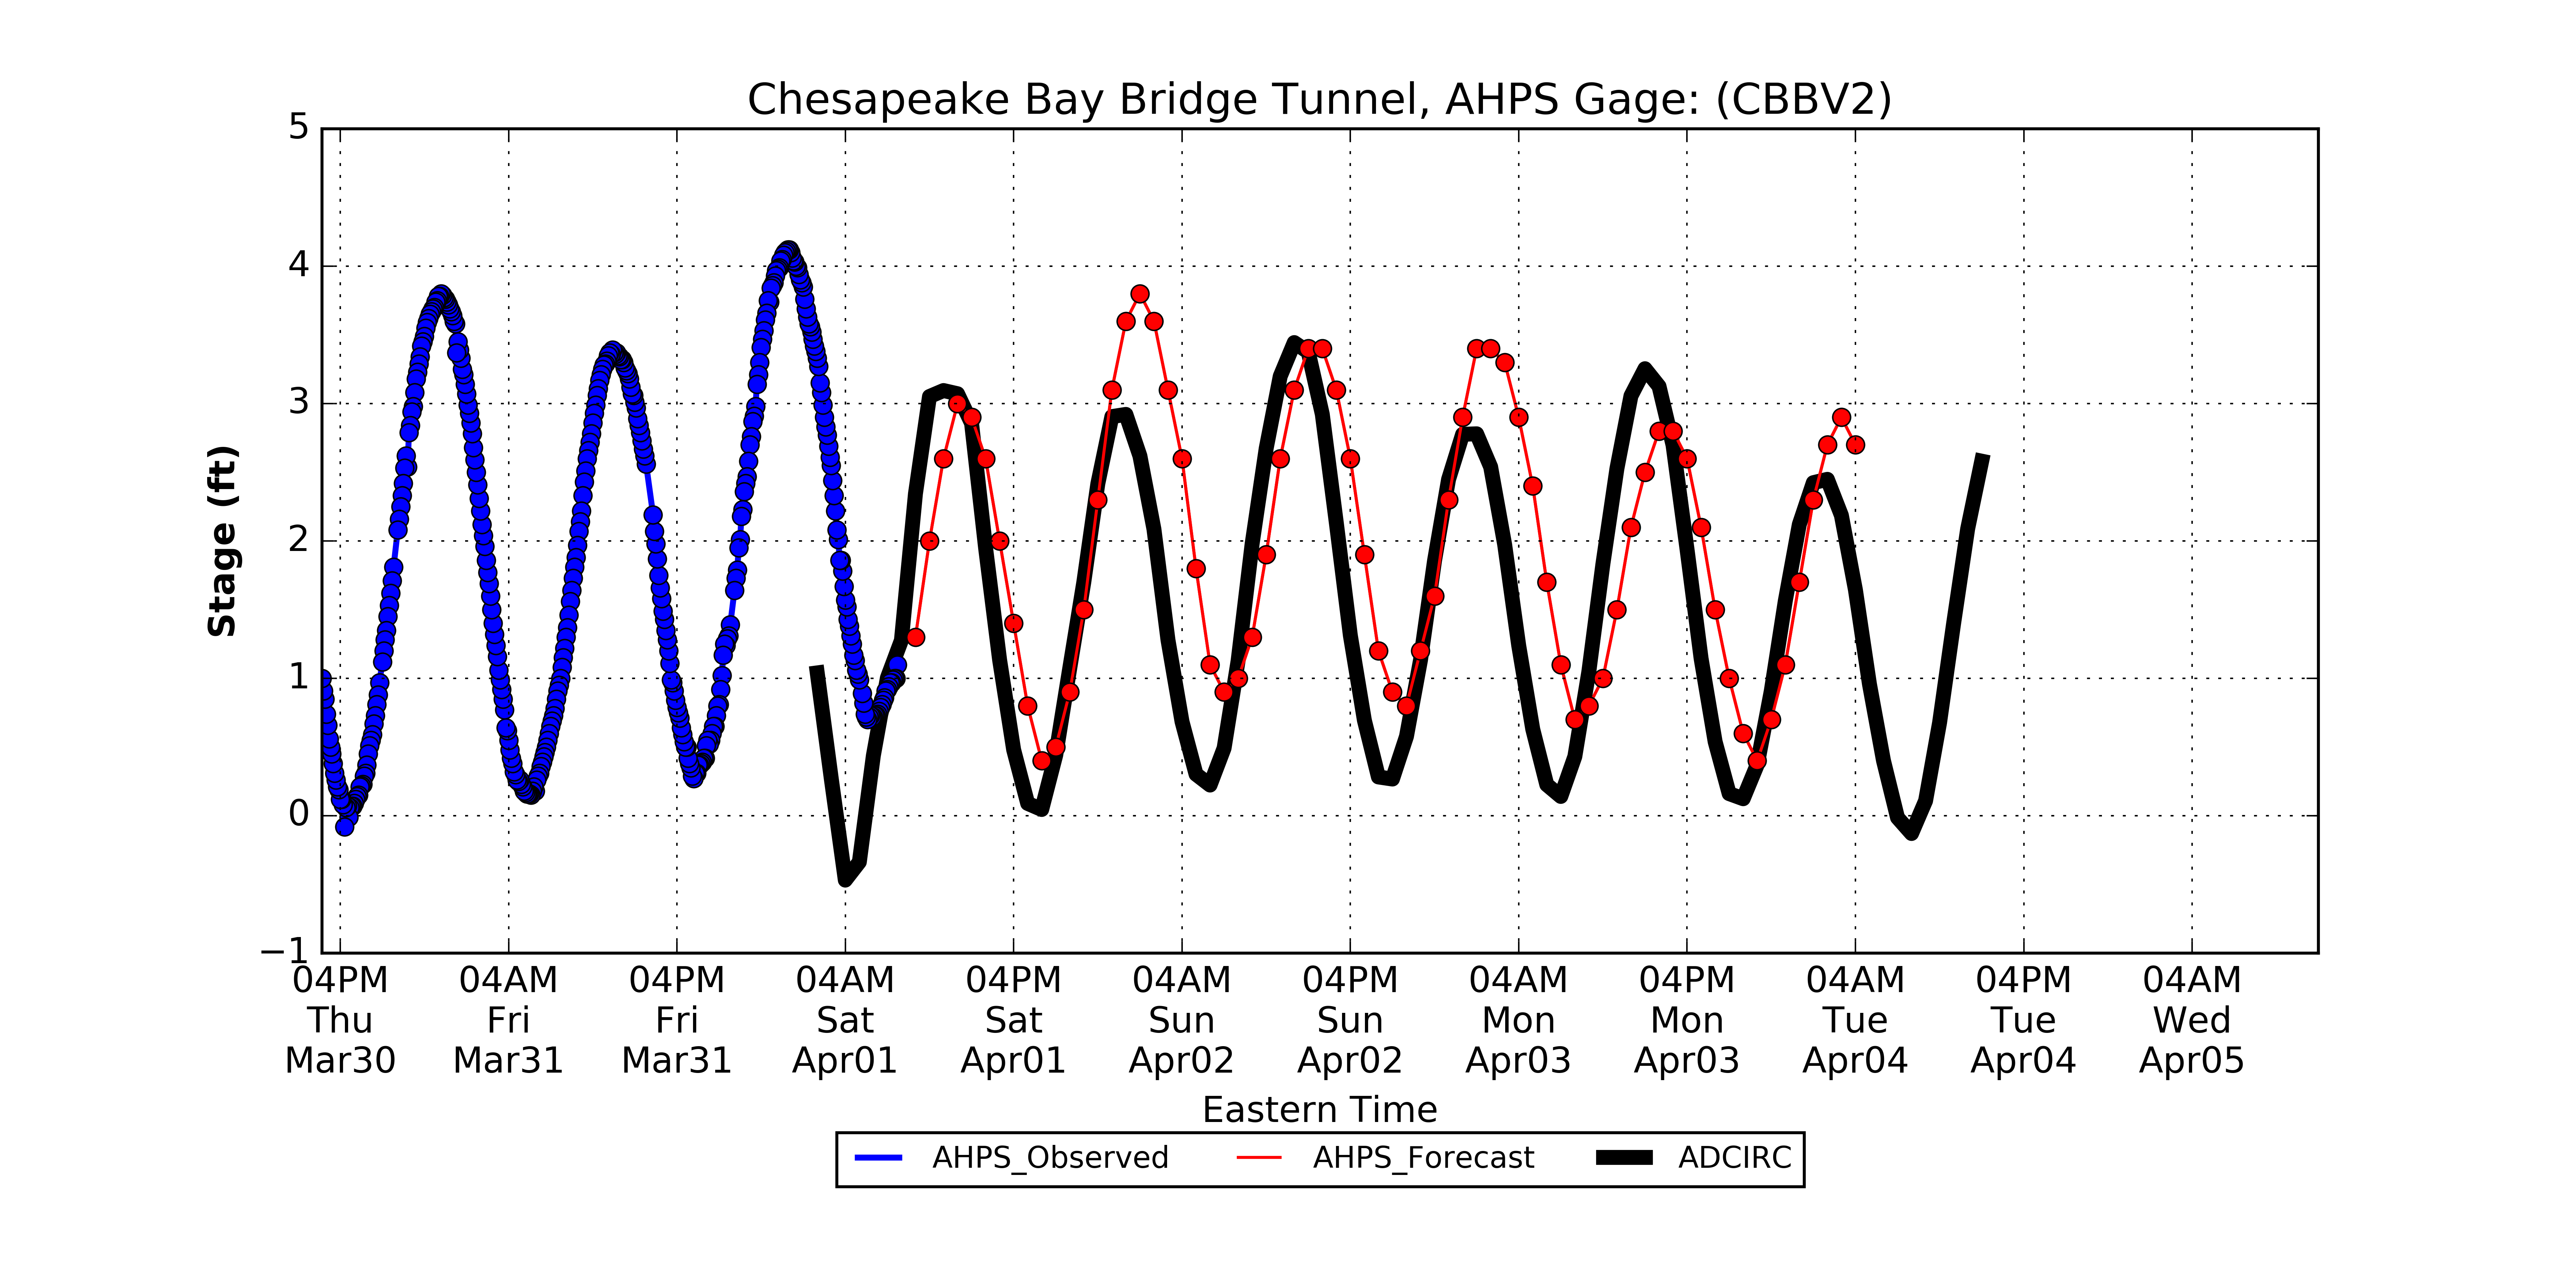 Chesapeake Bay Bridge Tunnel, AHPS Gage: (CBBV2)
5
4
3
2
1
0
−1
Stage (ft)
04PM 04AM 04PM 04AM 04PM 04AM 04PM 04AM 04PM 04AM 04PM 04AM
Thu Fri Fri Sat Sat Sun Sun Mon Mon Tue Tue Wed
Mar30 Mar31 Mar31 Apr01 Apr01 Apr02 Apr02 Apr03 Apr03 Apr04 Apr04 Apr05
Eastern Time
AHPS_Observed AHPS_Forecast ADCIRC